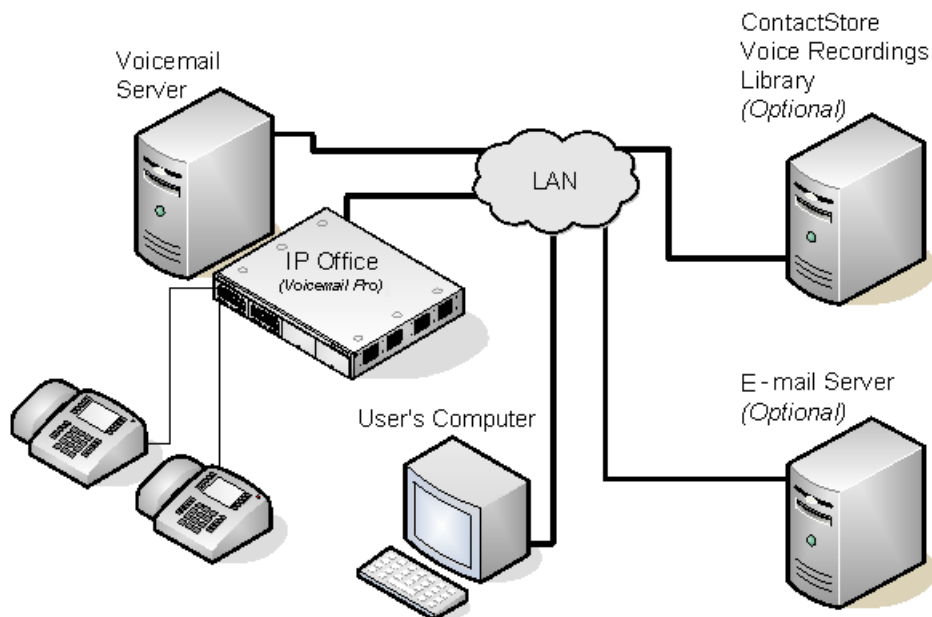 Voicemail
Server
ContactStore
Voice Recordings
Library
(Optional)
LAN
IP Office
(Voicemail Pro)
User's Computer
E-mail Server
(Optional)